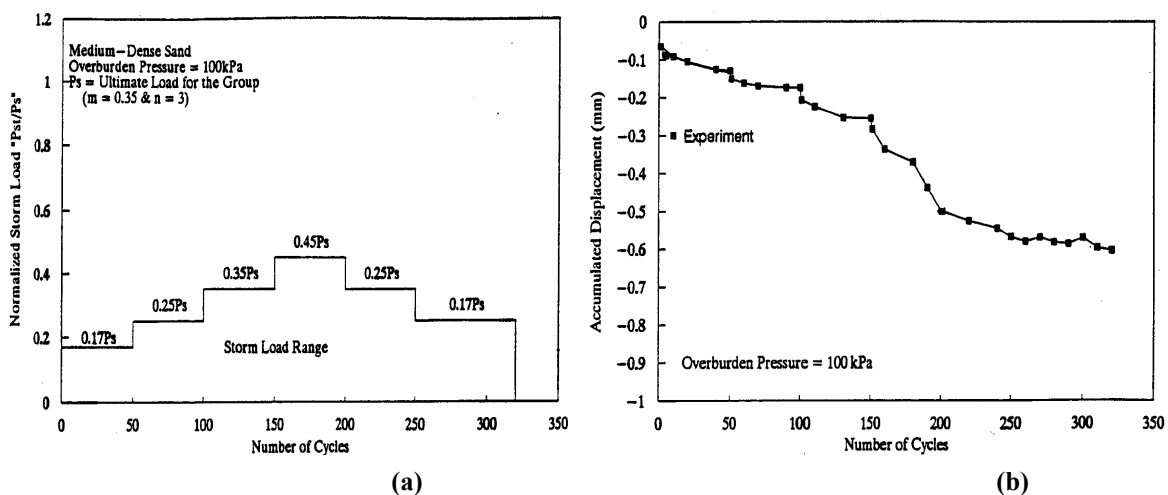 Normalized Storm Load "Pst/Ps"
1.2
1
0.8
0.6
0.4
0.2
0
Medium-Dense Sand
Overburden Pressure = 100kPa
Ps = Ultimate Load for the Group
(m = 0.35 & n = 3)
0.17Ps
0.25Ps
0.35Ps
0.45Ps
0.25Ps
0.17Ps
Storm Load Range
0 50 100 150 200 250 300 350
Number of Cycles
(a)
Accumulated Displacement (mm)
0
-0.1
-0.2
-0.3
-0.4
-0.5
-0.6
-0.7
-0.8
-0.9
-1
Experiment
Overburden Pressure = 100 kPa
0 50 100 150 200 250 300 350
Number of Cycles
(b)